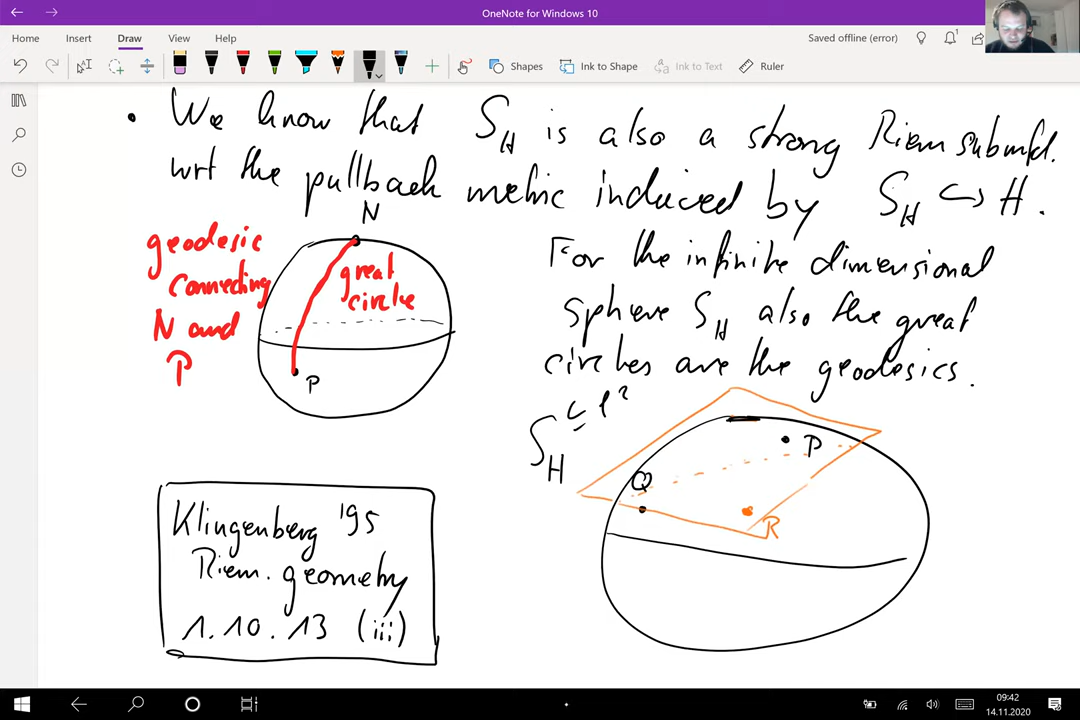 OneNote for Windows 10
Home Insert Draw View Help
Saved offline (error)
Shapes Ink to Shape Ink to Text Ruler
• We know that S_H is also a strong Riem submfd.
wrt the pullback metric induced by S_H ↪ H.
N
geodesic
connecting
N and
P
great
circle
P
For the infinite dimensional
sphere S_H also the great
circles are the geodesics.
S_H ⊆ ℓ²
P
Q
R
Klingenberg '95
Riem. geometry
1.10.13 (iii)
09:42
14.11.2020